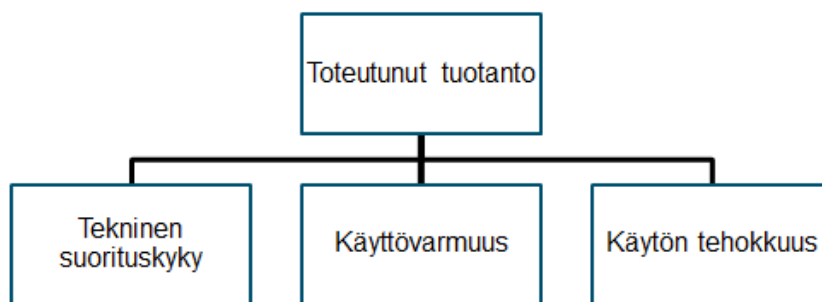 Toteutunut tuotanto
Tekninen
suorituskyky
Käyttövarmuus
Käytön tehokkuus